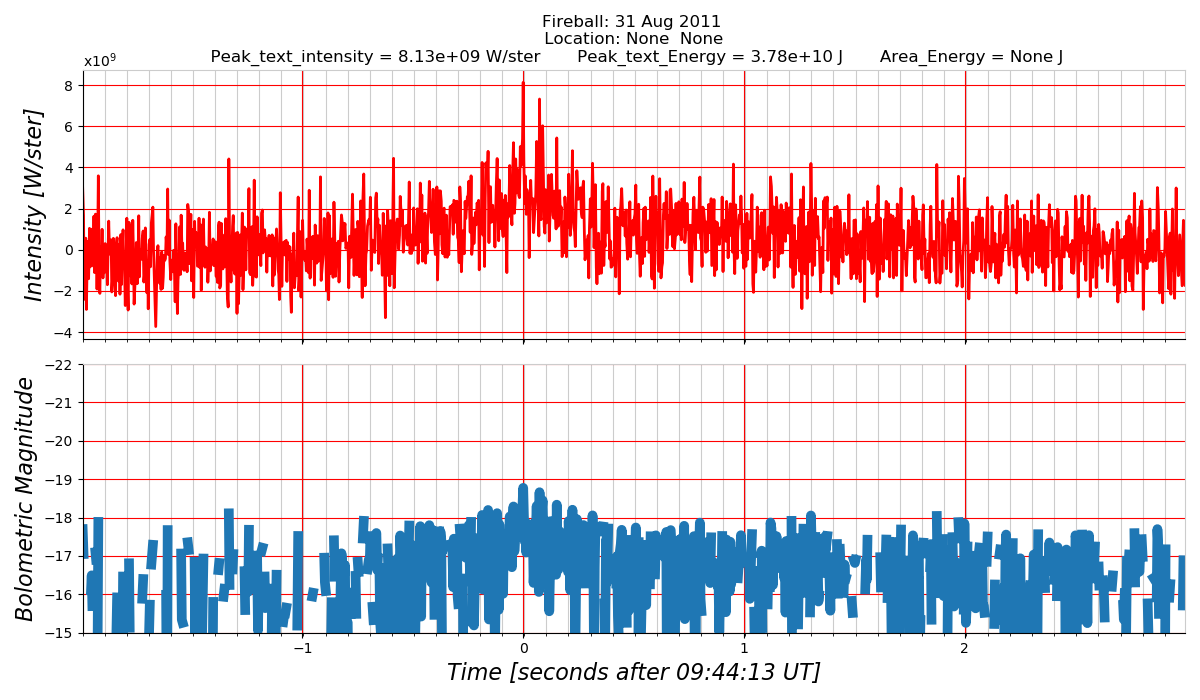 Fireball: 31 Aug 2011
Location: None  None
Peak_text_intensity = 8.13e+09 W/ster       Peak_text_Energy = 3.78e+10 J       Area_Energy = None J
x10⁹
8
6
4
2
0
−2
−4
Intensity [W/ster]
−22
−21
−20
−19
−18
−17
−16
−15
Bolometric Magnitude
−1 0 1 2
Time [seconds after 09:44:13 UT]